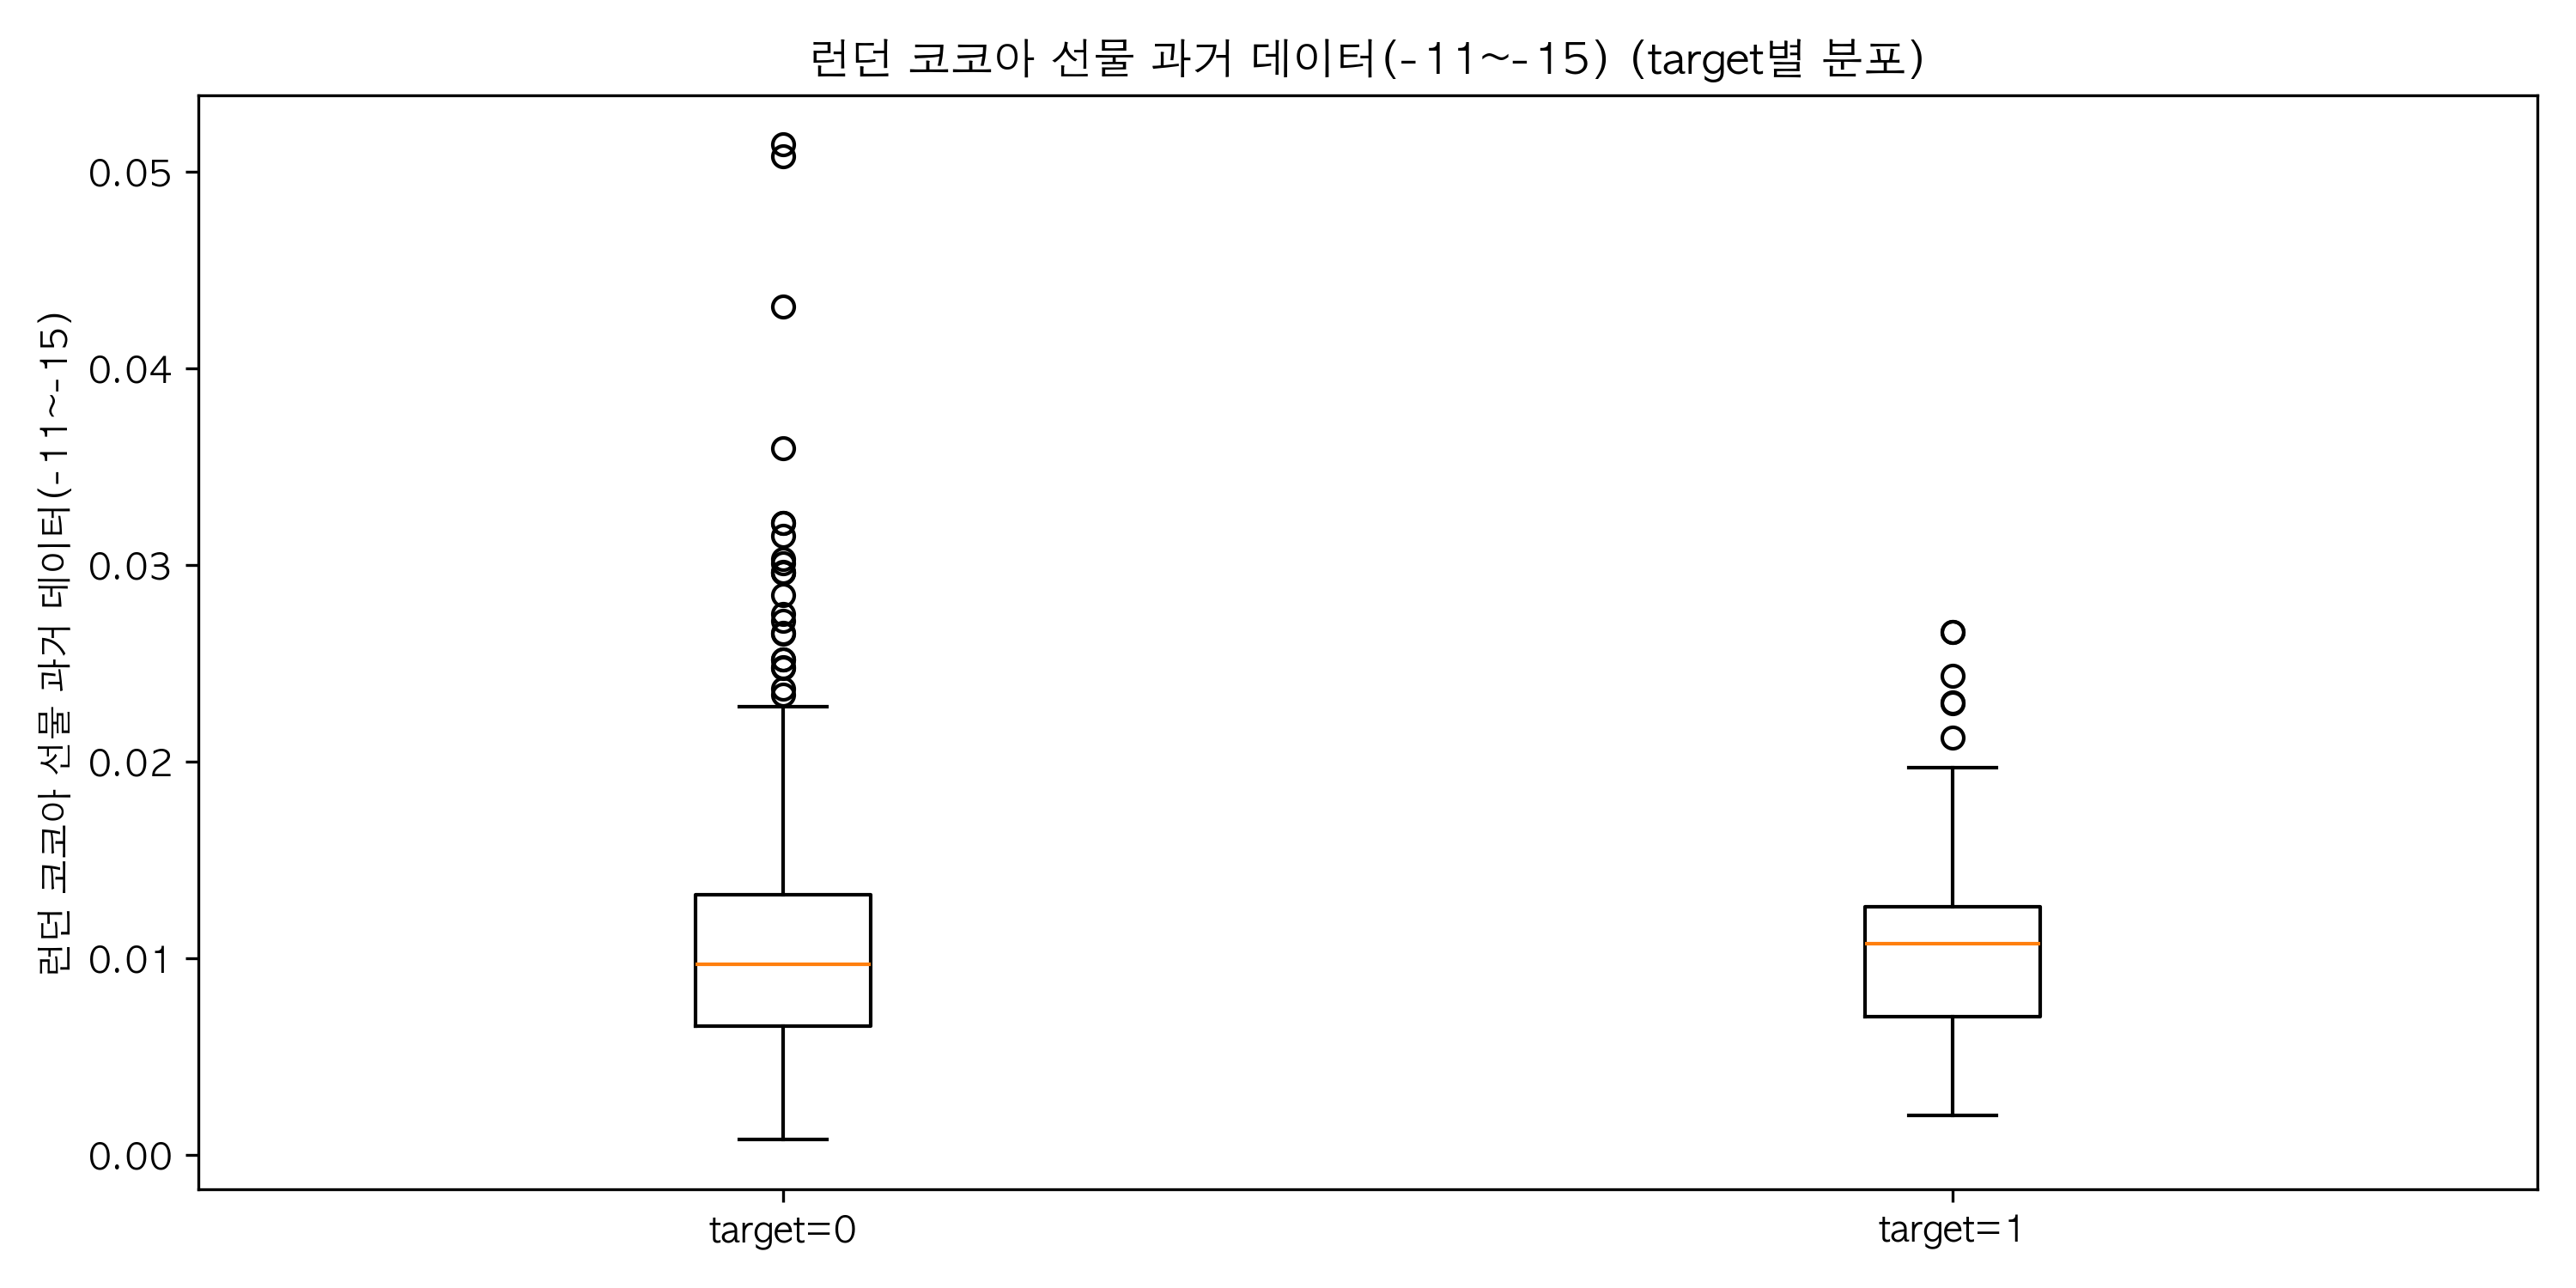 런던 코코아 선물 과거 데이터(-11~-15) (target별 분포)
런던 코코아 선물 과거 데이터(-11~-15)
0.05
0.04
0.03
0.02
0.01
0.00
target=0
target=1